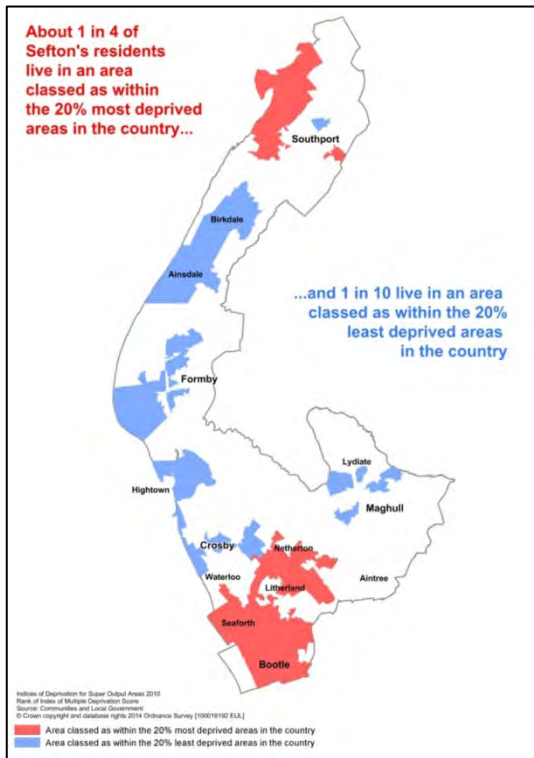 About 1 in 4 of
Sefton's residents
live in an area
classed as within
the 20% most deprived
areas in the country...
Southport
Birkdale
Ainsdale
...and 1 in 10 live in an area
classed as within the 20%
least deprived areas
in the country
Formby
Lydiate
Hightown
Maghull
Crosby
Netherton
Waterloo
Aintree
Litherland
Seaforth
Bootle
Indices of Deprivation for Super Output Areas 2010
Rank of Index of Multiple Deprivation Score
Source: Communities and Local Government
© Crown copyright and database rights 2014 Ordnance Survey [100018192 EUL]
Area classed as within the 20% most deprived areas in the country
Area classed as within the 20% least deprived areas in the country